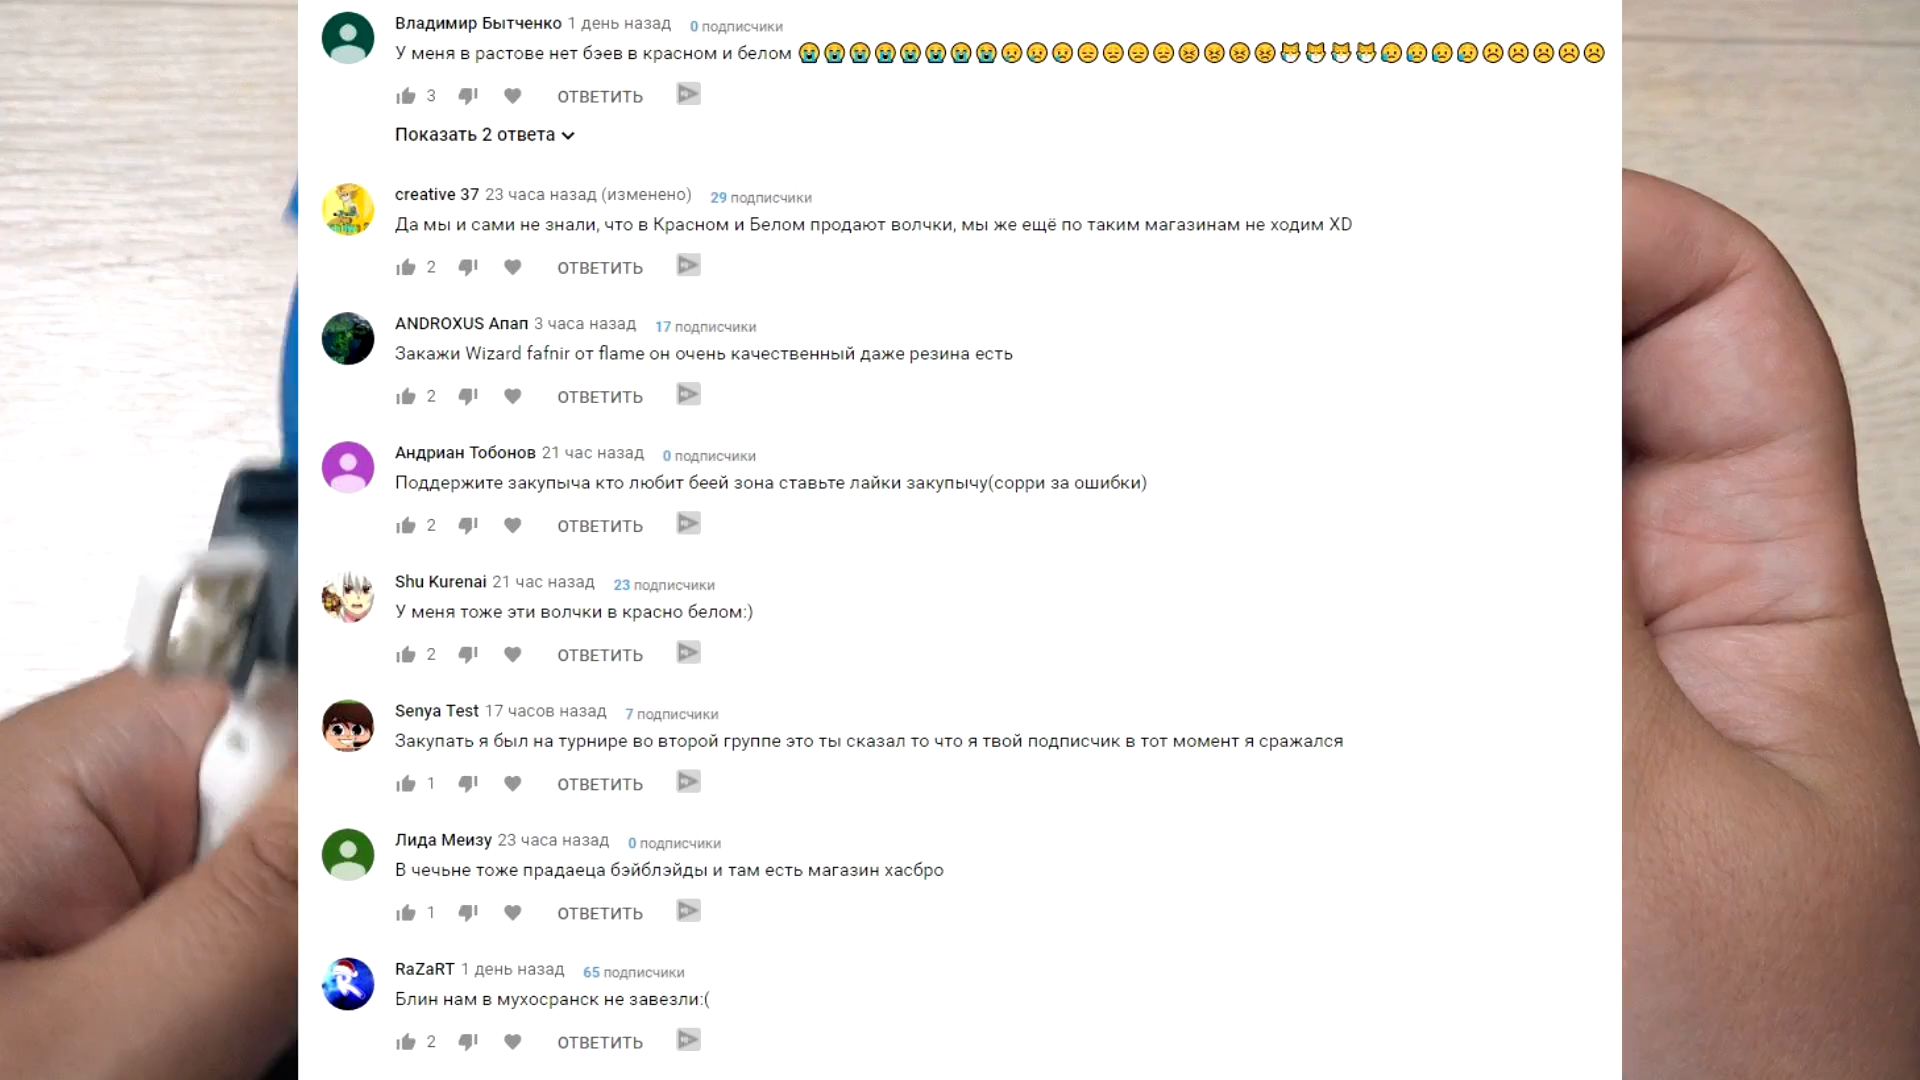 Владимир Бытченко 1 день назад 0 подписчики
У меня в растове нет бэев в красном и белом 😭😭😭😭😭😭😭😭😢😢😢😔😔😔😔😣😣😣😣😹😹😹😹😥😥😥😥☹☹☹☹☹
3 ОТВЕТИТЬ
Показать 2 ответа
creative 37 23 часа назад (изменено) 29 подписчики
Да мы и сами не знали, что в Красном и Белом продают волчки, мы же ещё по таким магазинам не ходим XD
2 ОТВЕТИТЬ
ANDROXUS Апап 3 часа назад 17 подписчики
Закажи Wizard fafnir от flame он очень качественный даже резина есть
2 ОТВЕТИТЬ
Андриан Тобонов 21 час назад 0 подписчики
Поддержите закупыча кто любит беей зона ставьте лайки закупычу(сорри за ошибки)
2 ОТВЕТИТЬ
Shu Kurenai 21 час назад 23 подписчики
У меня тоже эти волчки в красно белом:)
2 ОТВЕТИТЬ
Senya Test 17 часов назад 7 подписчики
Закупать я был на турнире во второй группе это ты сказал то что я твой подписчик в тот момент я сражался
1 ОТВЕТИТЬ
Лида Меизу 23 часа назад 0 подписчики
В чечьне тоже прадаеца бэйблэйды и там есть магазин хасбро
1 ОТВЕТИТЬ
RaZaRT 1 день назад 65 подписчики
Блин нам в мухосранск не завезли:(
2 ОТВЕТИТЬ